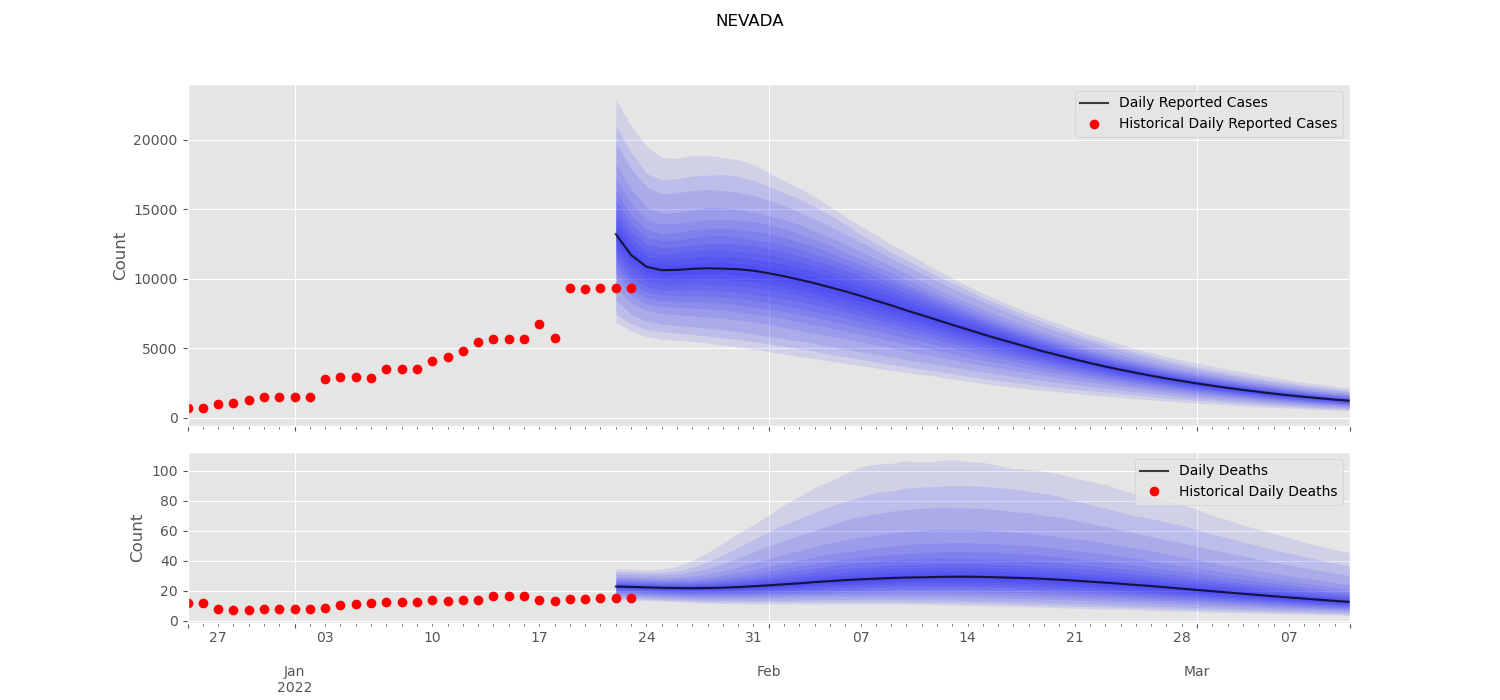 NEVADA
Daily Reported Cases
Historical Daily Reported Cases
Count
20000
15000
10000
5000
0
Daily Deaths
Historical Daily Deaths
Count
100
80
60
40
20
0
27 03 10 17 24 31 07 14 21 28 07
Jan Feb Mar
2022